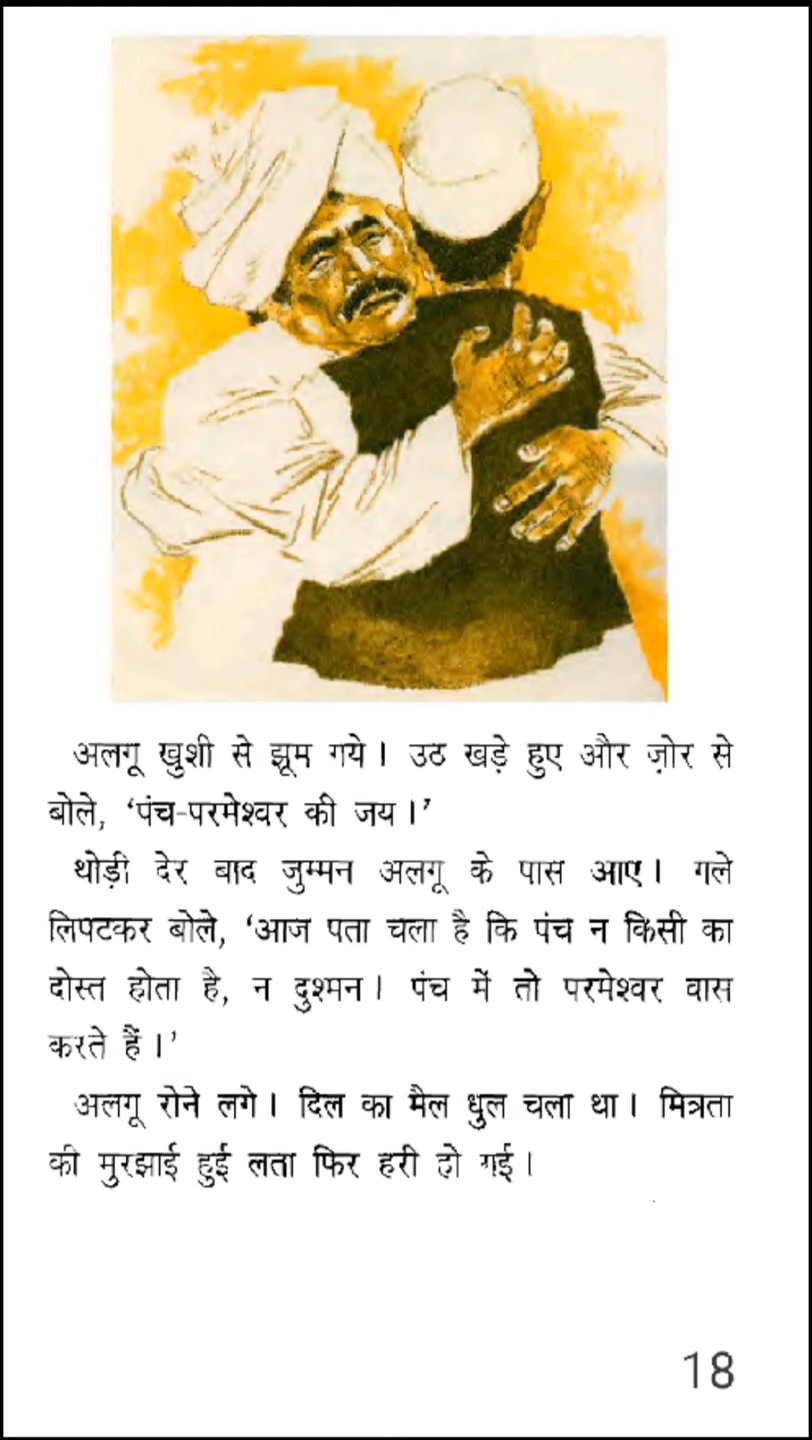 अलगू खुशी से झूम गये। उठ खड़े हुए और ज़ोर से
बोले, ‘पंच-परमेश्वर की जय।’
थोड़ी देर बाद जुम्मन अलगू के पास आए। गले
लिपटकर बोले, ‘आज पता चला है कि पंच न किसी का
दोस्त होता है, न दुश्मन। पंच में तो परमेश्वर वास
करते हैं।’
अलगू रोने लगे। दिल का मैल धुल चला था। मित्रता
की मुरझाई हुई लता फिर हरी हो गई।
18